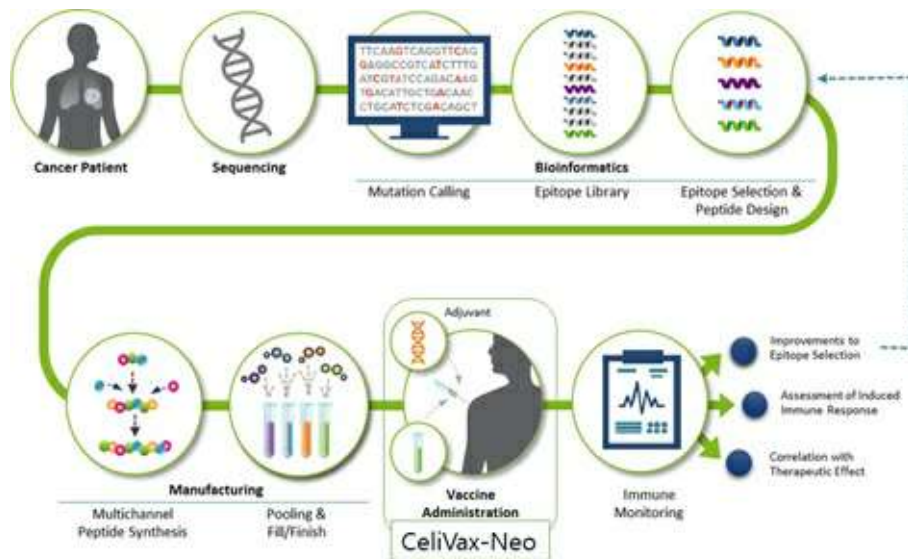 TTCAAGTCAGGTTCAG
GAGGCCGTCATCTTTG
ATCGTATCCAGACAAG
TGACATTGCTGACAAC
CTGCATCTCGACAGCT
Cancer Patient
Sequencing
Bioinformatics
Mutation Calling
Epitope Library
Epitope Selection &
Peptide Design
Adjuvant
Improvements to
Epitope Selection
Assessment of Induced
Immune Response
Correlation with
Therapeutic Effect
Manufacturing
Multichannel
Peptide Synthesis
Pooling &
Fill/Finish
Vaccine
Administration
CeliVax-Neo
Immune
Monitoring